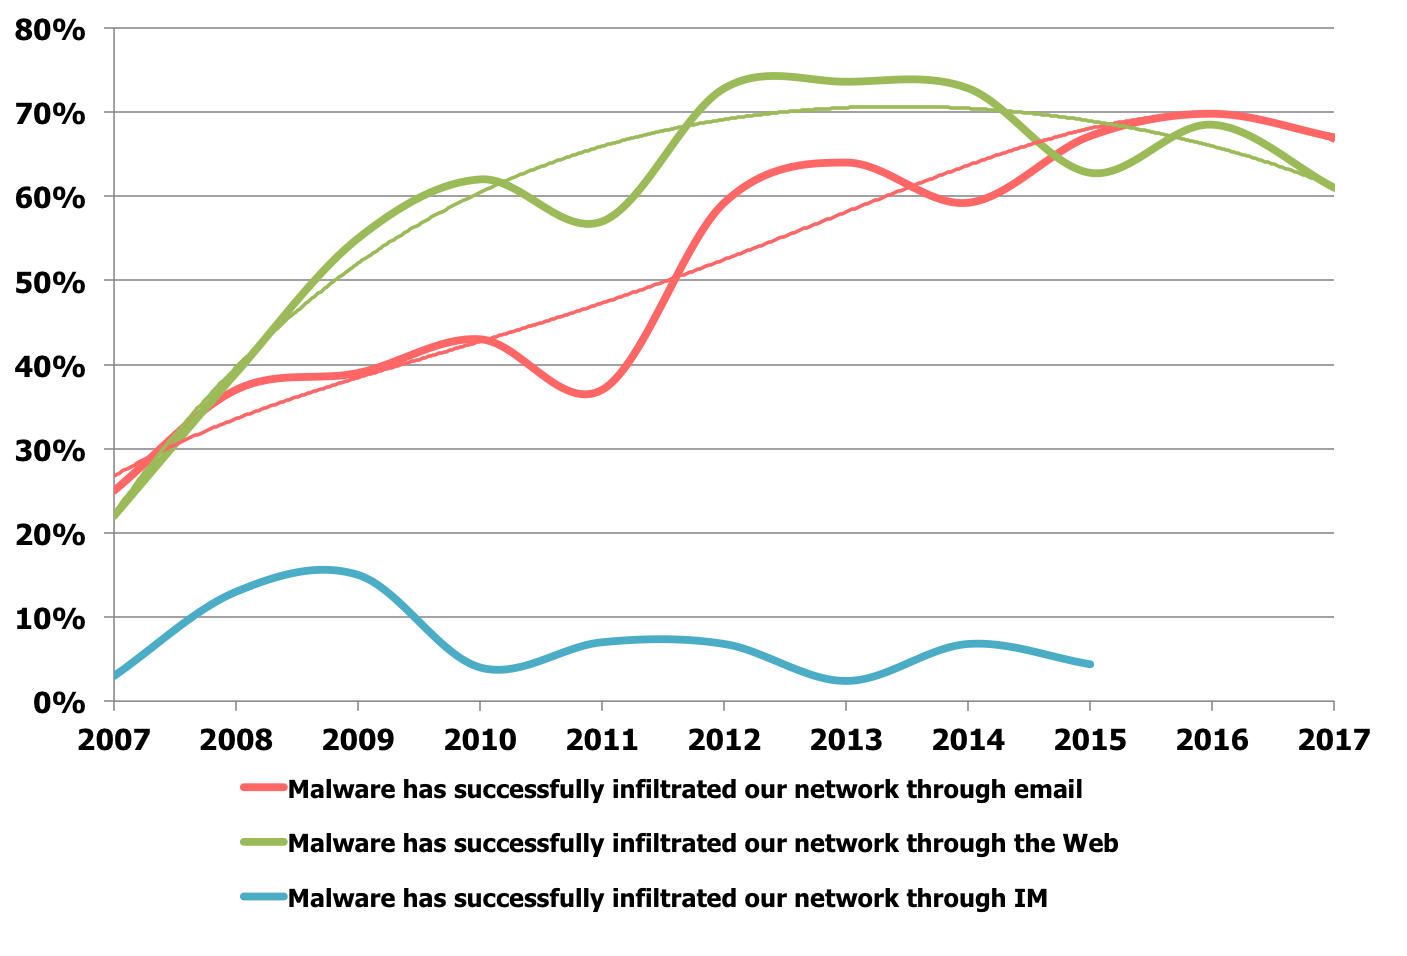 80%
70%
60%
50%
40%
30%
20%
10%
0%
2007 2008 2009 2010 2011 2012 2013 2014 2015 2016 2017
Malware has successfully infiltrated our network through email
Malware has successfully infiltrated our network through the Web
Malware has successfully infiltrated our network through IM